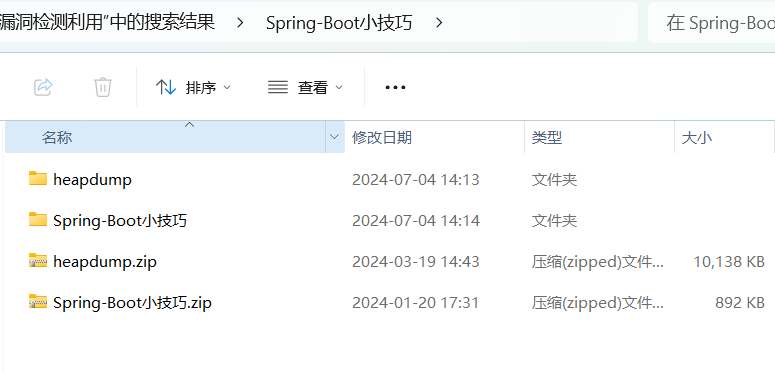 漏洞检测利用"中的搜索结果 > Spring-Boot小技巧 > 在 Spring-Boo
排序 查看 •••
名称 修改日期 类型 大小
heapdump 2024-07-04 14:13 文件夹
Spring-Boot小技巧 2024-07-04 14:14 文件夹
heapdump.zip 2024-03-19 14:43 压缩(zipped)文件... 10,138 KB
Spring-Boot小技巧.zip 2024-01-20 17:31 压缩(zipped)文件... 892 KB